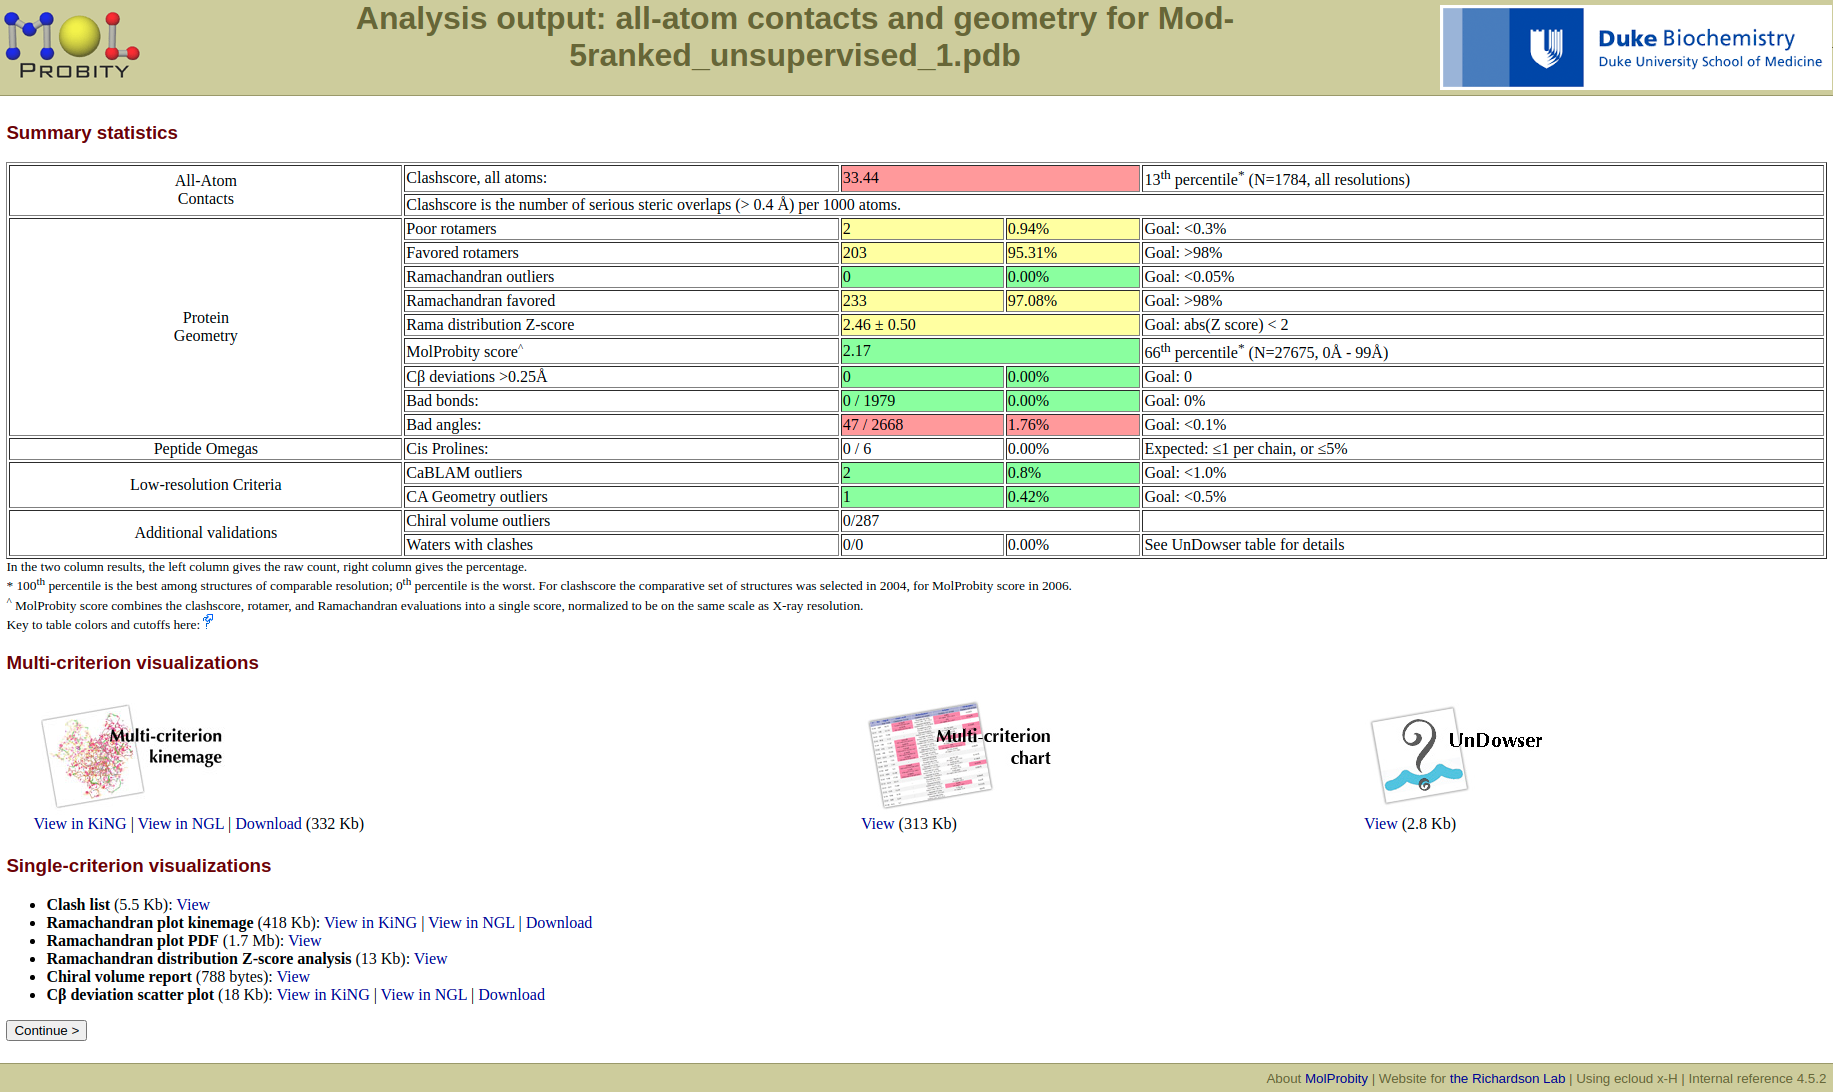 MOL
PROBITY
Analysis output: all-atom contacts and geometry for Mod-
5ranked_unsupervised_1.pdb
Duke Biochemistry
Duke University School of Medicine
Summary statistics
All-Atom
Contacts
Clashscore, all atoms: 33.44 13th percentile* (N=1784, all resolutions)
Clashscore is the number of serious steric overlaps (> 0.4 Å) per 1000 atoms.
Protein
Geometry
Poor rotamers 2 0.94% Goal: <0.3%
Favored rotamers 203 95.31% Goal: >98%
Ramachandran outliers 0 0.00% Goal: <0.05%
Ramachandran favored 233 97.08% Goal: >98%
Rama distribution Z-score 2.46 ± 0.50 Goal: abs(Z score) < 2
MolProbity score^ 2.17 66th percentile* (N=27675, 0Å - 99Å)
Cβ deviations >0.25Å 0 0.00% Goal: 0
Bad bonds: 0 / 1979 0.00% Goal: 0%
Bad angles: 47 / 2668 1.76% Goal: <0.1%
Peptide Omegas Cis Prolines: 0 / 6 0.00% Expected: ≤1 per chain, or ≤5%
Low-resolution Criteria
CaBLAM outliers 2 0.8% Goal: <1.0%
CA Geometry outliers 1 0.42% Goal: <0.5%
Additional validations
Chiral volume outliers 0/287
Waters with clashes 0/0 0.00% See UnDowser table for details
In the two column results, the left column gives the raw count, right column gives the percentage.
* 100th percentile is the best among structures of comparable resolution; 0th percentile is the worst. For clashscore the comparative set of structures was selected in 2004, for MolProbity score in 2006.
^ MolProbity score combines the clashscore, rotamer, and Ramachandran evaluations into a single score, normalized to be on the same scale as X-ray resolution.
Key to table colors and cutoffs here: ?
Multi-criterion visualizations
Multi-criterion
kinemage
Multi-criterion
chart
UnDowser
View in KiNG | View in NGL | Download (332 Kb)
View (313 Kb)
View (2.8 Kb)
Single-criterion visualizations
• Clash list (5.5 Kb): View
• Ramachandran plot kinemage (418 Kb): View in KiNG | View in NGL | Download
• Ramachandran plot PDF (1.7 Mb): View
• Ramachandran distribution Z-score analysis (13 Kb): View
• Chiral volume report (788 bytes): View
• Cβ deviation scatter plot (18 Kb): View in KiNG | View in NGL | Download
Continue >
About MolProbity | Website for the Richardson Lab | Using ecloud x-H | Internal reference 4.5.2